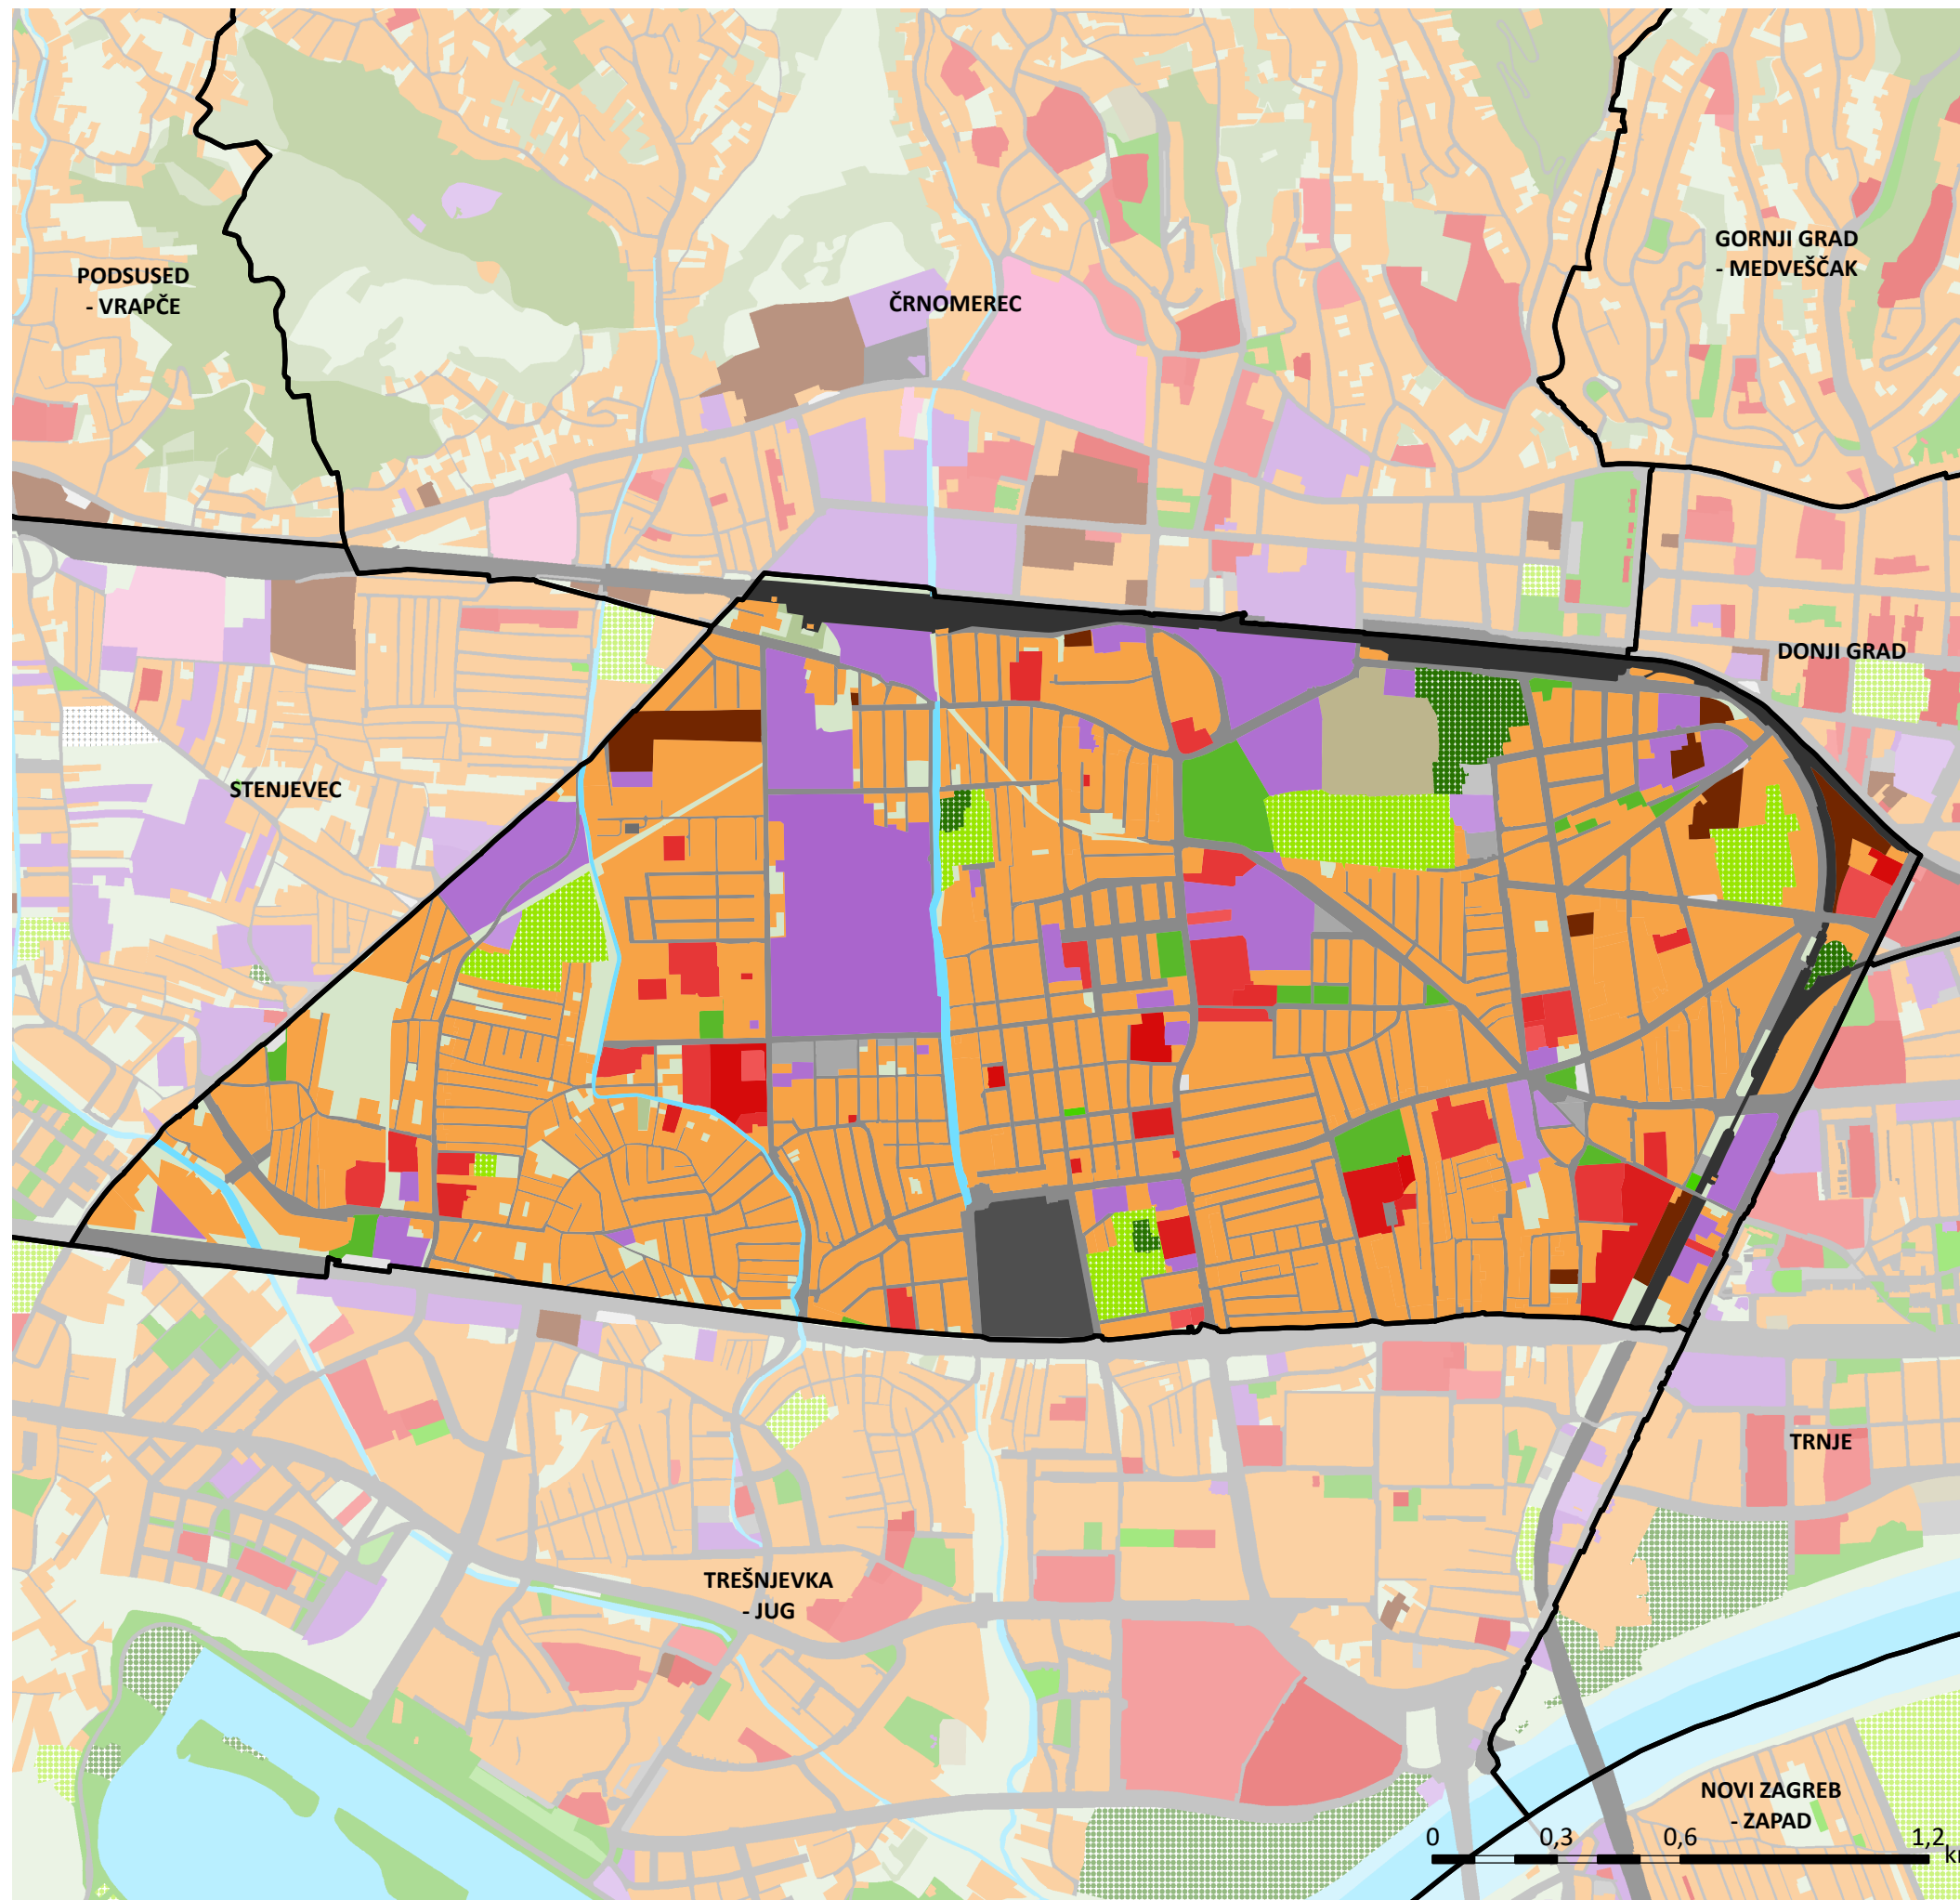 GORNJI GRAD
- MEDVEŠČAK
PODSUSED
- VRAPČE
ČRNOMEREC
DONJI GRAD
STENJEVEC
TRNJE
TREŠNJEVKA
- JUG
NOVI ZAGREB
- ZAPAD
0 0,3 0,6 1,2